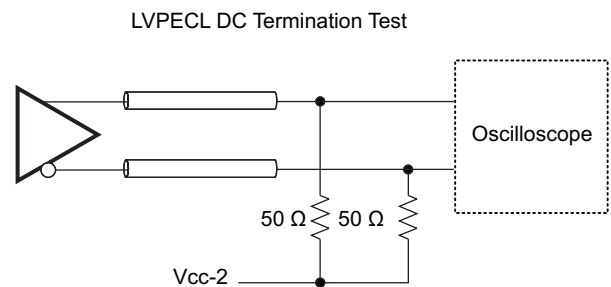 LVPECL DC Termination Test
Oscilloscope
50 Ω 50 Ω
Vcc-2